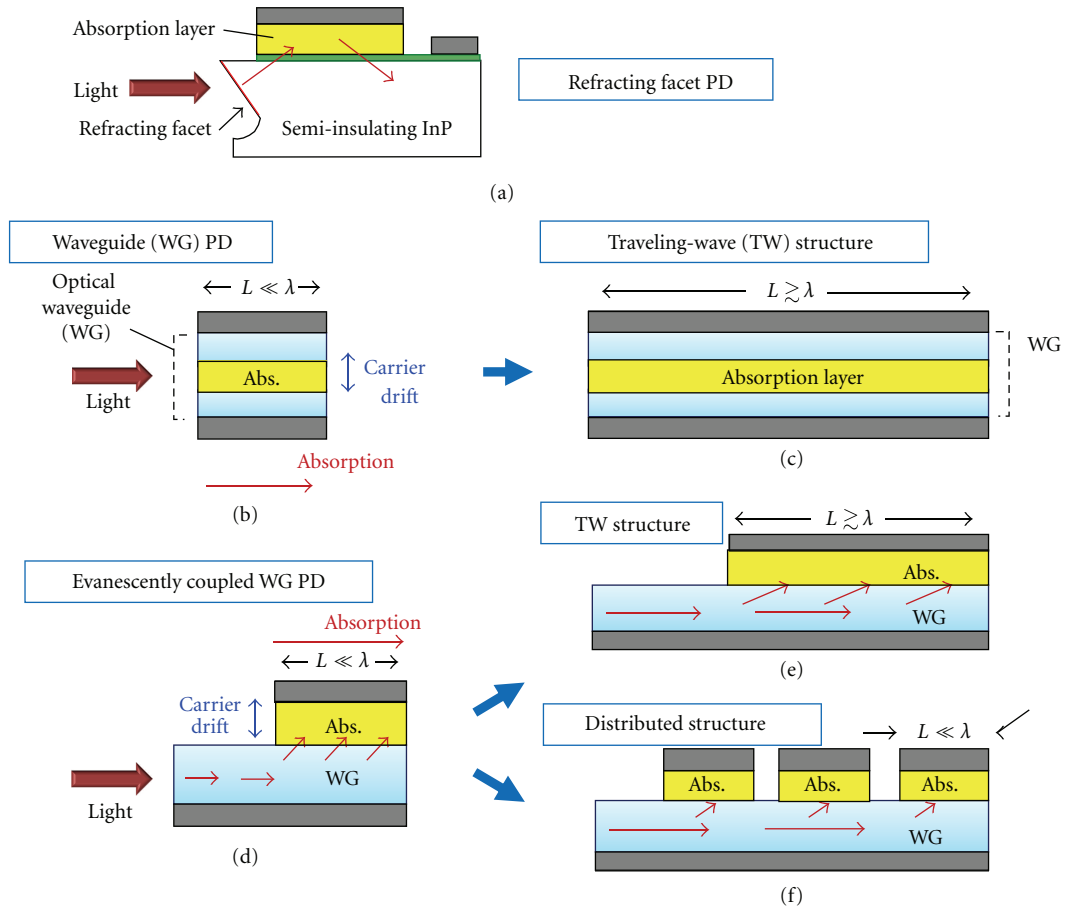 Absorption layer
Light
Refracting facet
Semi-insulating InP
Refracting facet PD
(a)
Waveguide (WG) PD
Optical
waveguide
(WG)
L ≪ λ
Light
Abs.
Carrier
drift
Absorption
(b)
Traveling-wave (TW) structure
L ≳ λ
WG
Absorption layer
(c)
Evanescently coupled WG PD
Absorption
L ≪ λ
Carrier
drift
Abs.
WG
Light
(d)
TW structure
L ≳ λ
Abs.
WG
(e)
Distributed structure
L ≪ λ
Abs.
Abs.
Abs.
WG
(f)